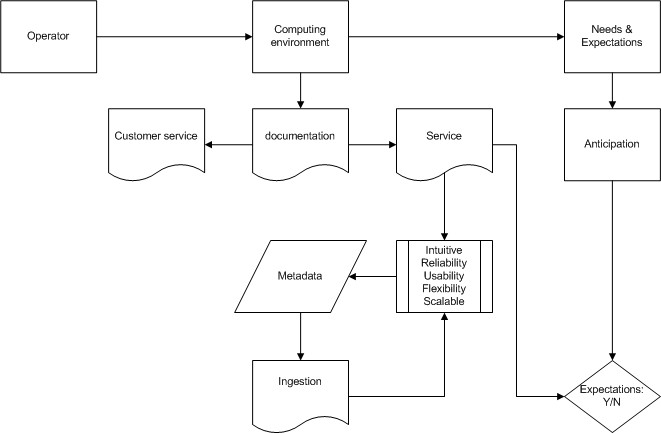 Operator
Computing
environment
Needs &
Expectations
Customer service
documentation
Service
Anticipation
Intuitive
Reliability
Usability
Flexibility
Scalable
Metadata
Ingestion
Expectations:
Y/N